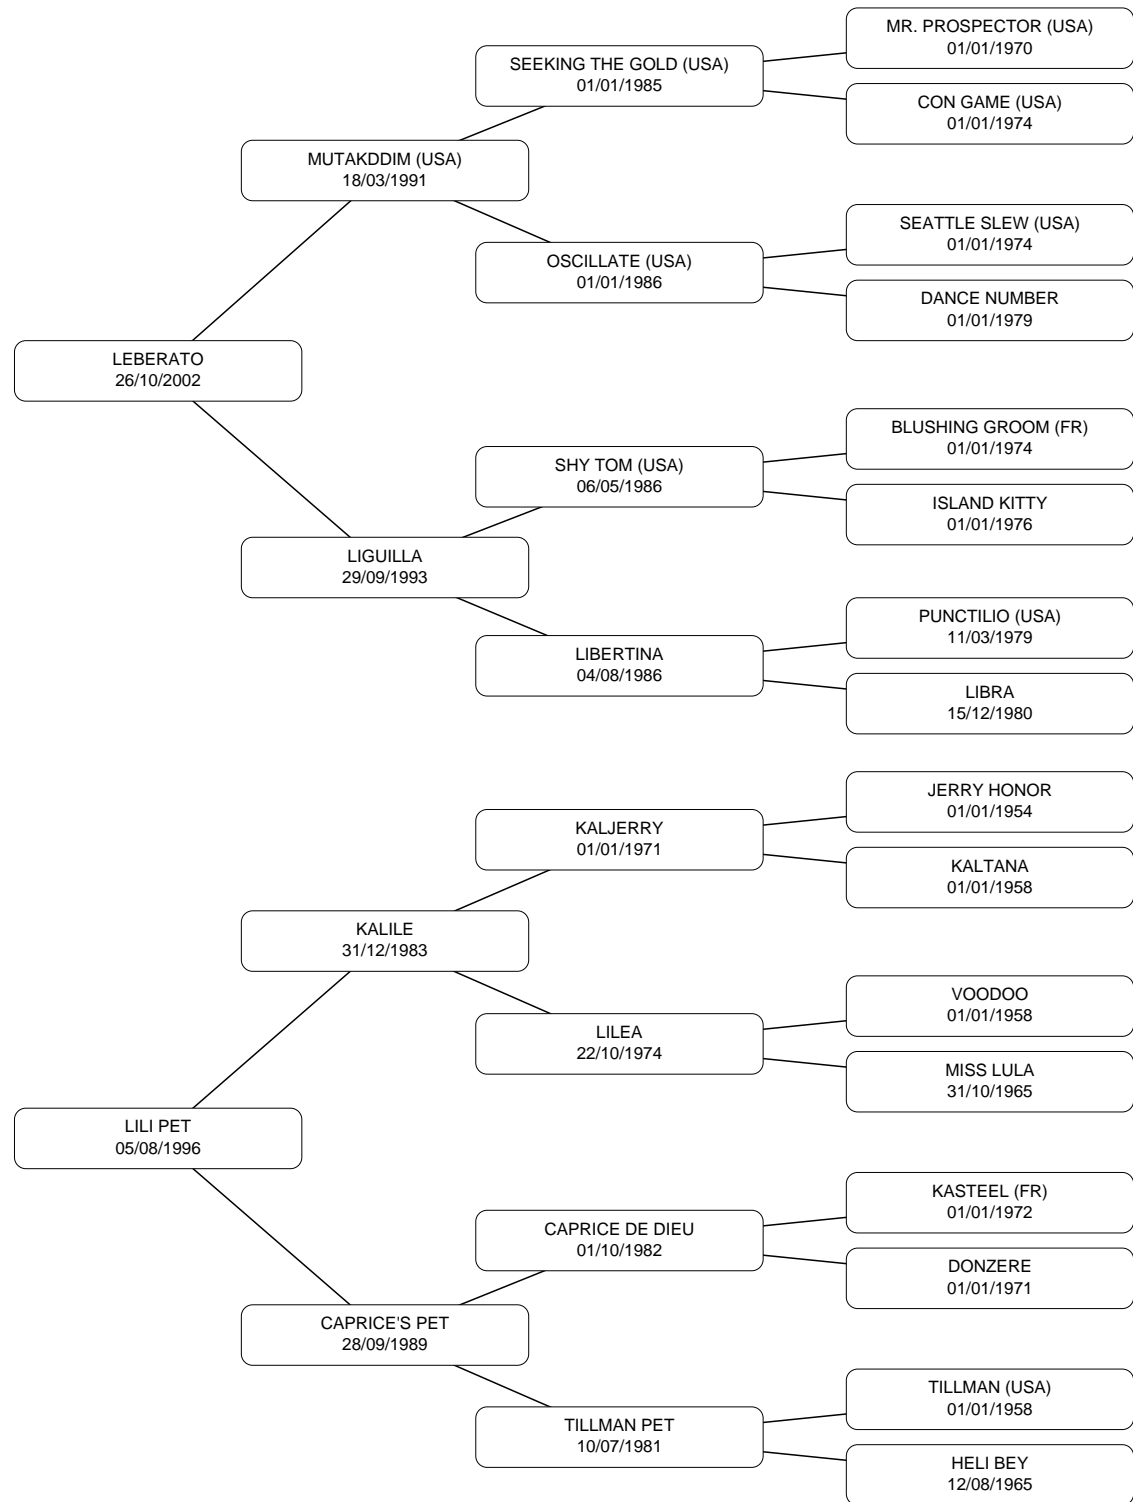 MR. PROSPECTOR (USA)
01/01/1970
SEEKING THE GOLD (USA)
01/01/1985
CON GAME (USA)
01/01/1974
MUTAKDDIM (USA)
18/03/1991
SEATTLE SLEW (USA)
01/01/1974
OSCILLATE (USA)
01/01/1986
DANCE NUMBER
01/01/1979
LEBERATO
26/10/2002
BLUSHING GROOM (FR)
01/01/1974
SHY TOM (USA)
06/05/1986
ISLAND KITTY
01/01/1976
LIGUILLA
29/09/1993
PUNCTILIO (USA)
11/03/1979
LIBERTINA
04/08/1986
LIBRA
15/12/1980
JERRY HONOR
01/01/1954
KALJERRY
01/01/1971
KALTANA
01/01/1958
KALILE
31/12/1983
VOODOO
01/01/1958
LILEA
22/10/1974
MISS LULA
31/10/1965
LILI PET
05/08/1996
KASTEEL (FR)
01/01/1972
CAPRICE DE DIEU
01/10/1982
DONZERE
01/01/1971
CAPRICE'S PET
28/09/1989
TILLMAN (USA)
01/01/1958
TILLMAN PET
10/07/1981
HELI BEY
12/08/1965